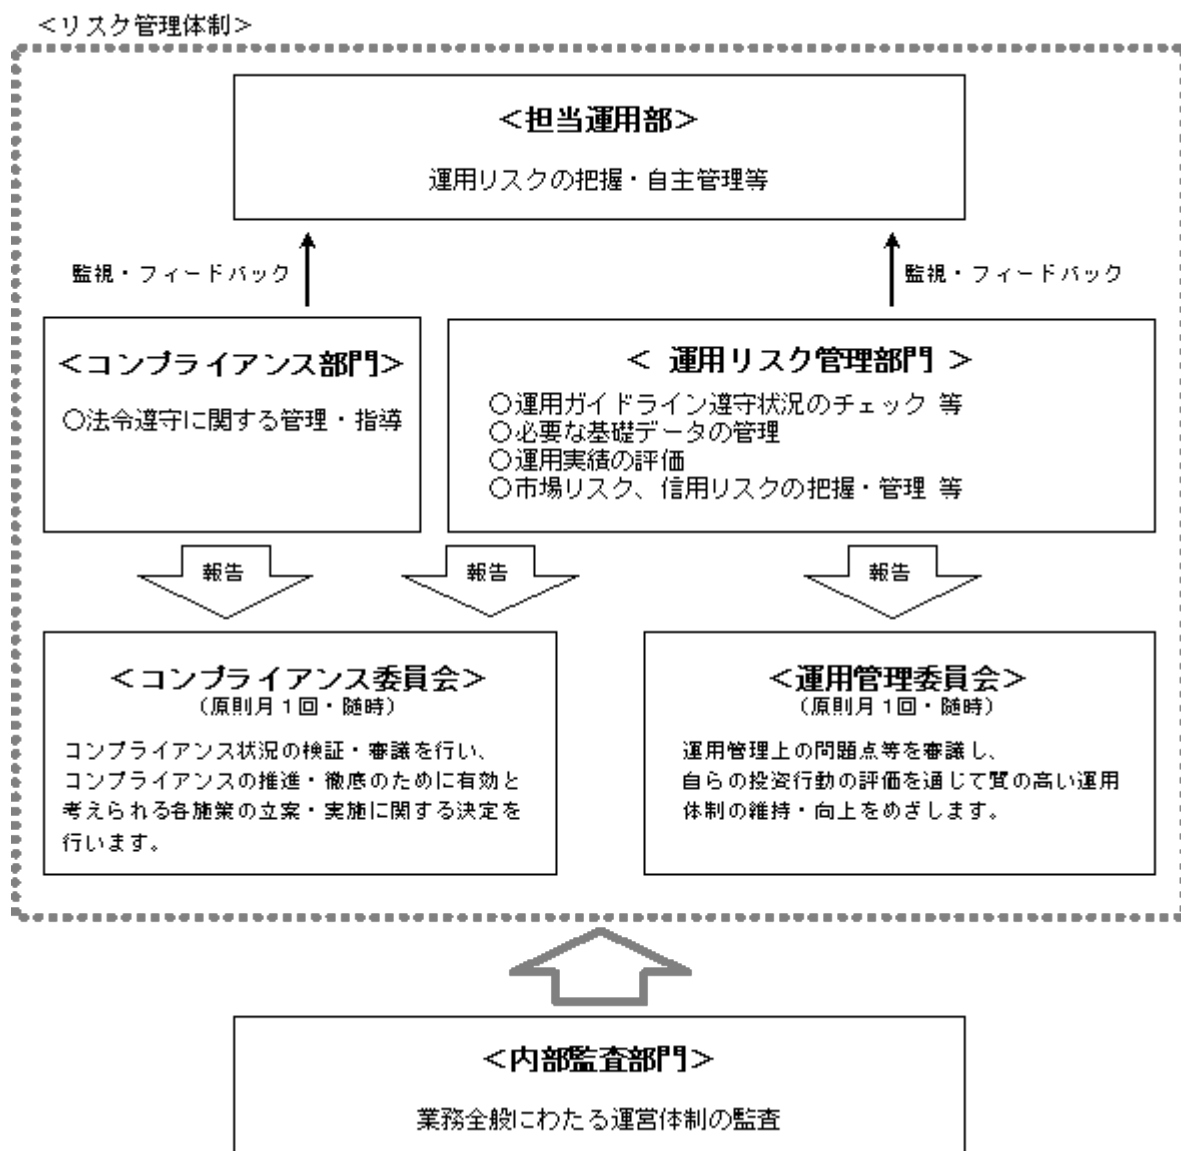 ＜リスク管理体制＞
＜担当運用部＞
運用リスクの把握・自主管理等
監視・フィードバック
監視・フィードバック
＜コンプライアンス部門＞
○法令遵守に関する管理・指導
＜ 運用リスク管理部門 ＞
○運用ガイドライン遵守状況のチェック 等
○必要な基礎データの管理
○運用実績の評価
○市場リスク、信用リスクの把握・管理 等
報告
報告
報告
＜コンプライアンス委員会＞
（原則月１回・随時）
コンプライアンス状況の検証・審議を行い、
コンプライアンスの推進・徹底のために有効と
考えられる各施策の立案・実施に関する決定を
行います。
＜運用管理委員会＞
（原則月１回・随時）
運用管理上の問題点等を審議し、
自らの投資行動の評価を通じて質の高い運用
体制の維持・向上をめざします。
＜内部監査部門＞
業務全般にわたる運営体制の監査